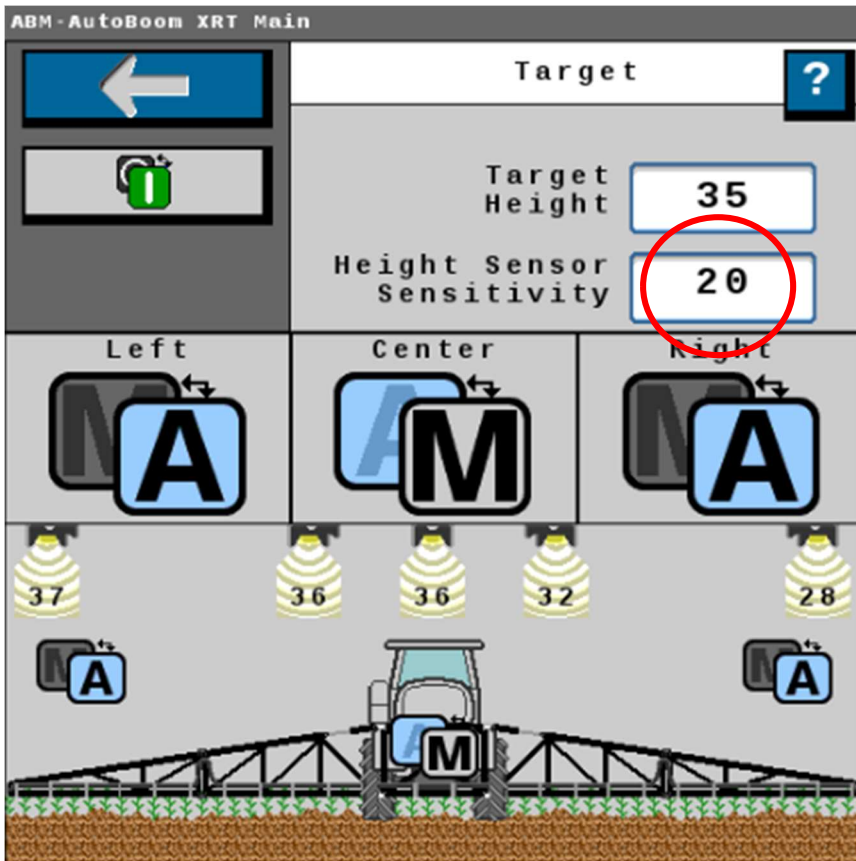 ABM-AutoBoom XRT Main
Target
?
Target
Height
35
Height Sensor
Sensitivity
20
Left
Center
Right
M A
A M
M A
37
36
36
32
28
M A
M A
A M